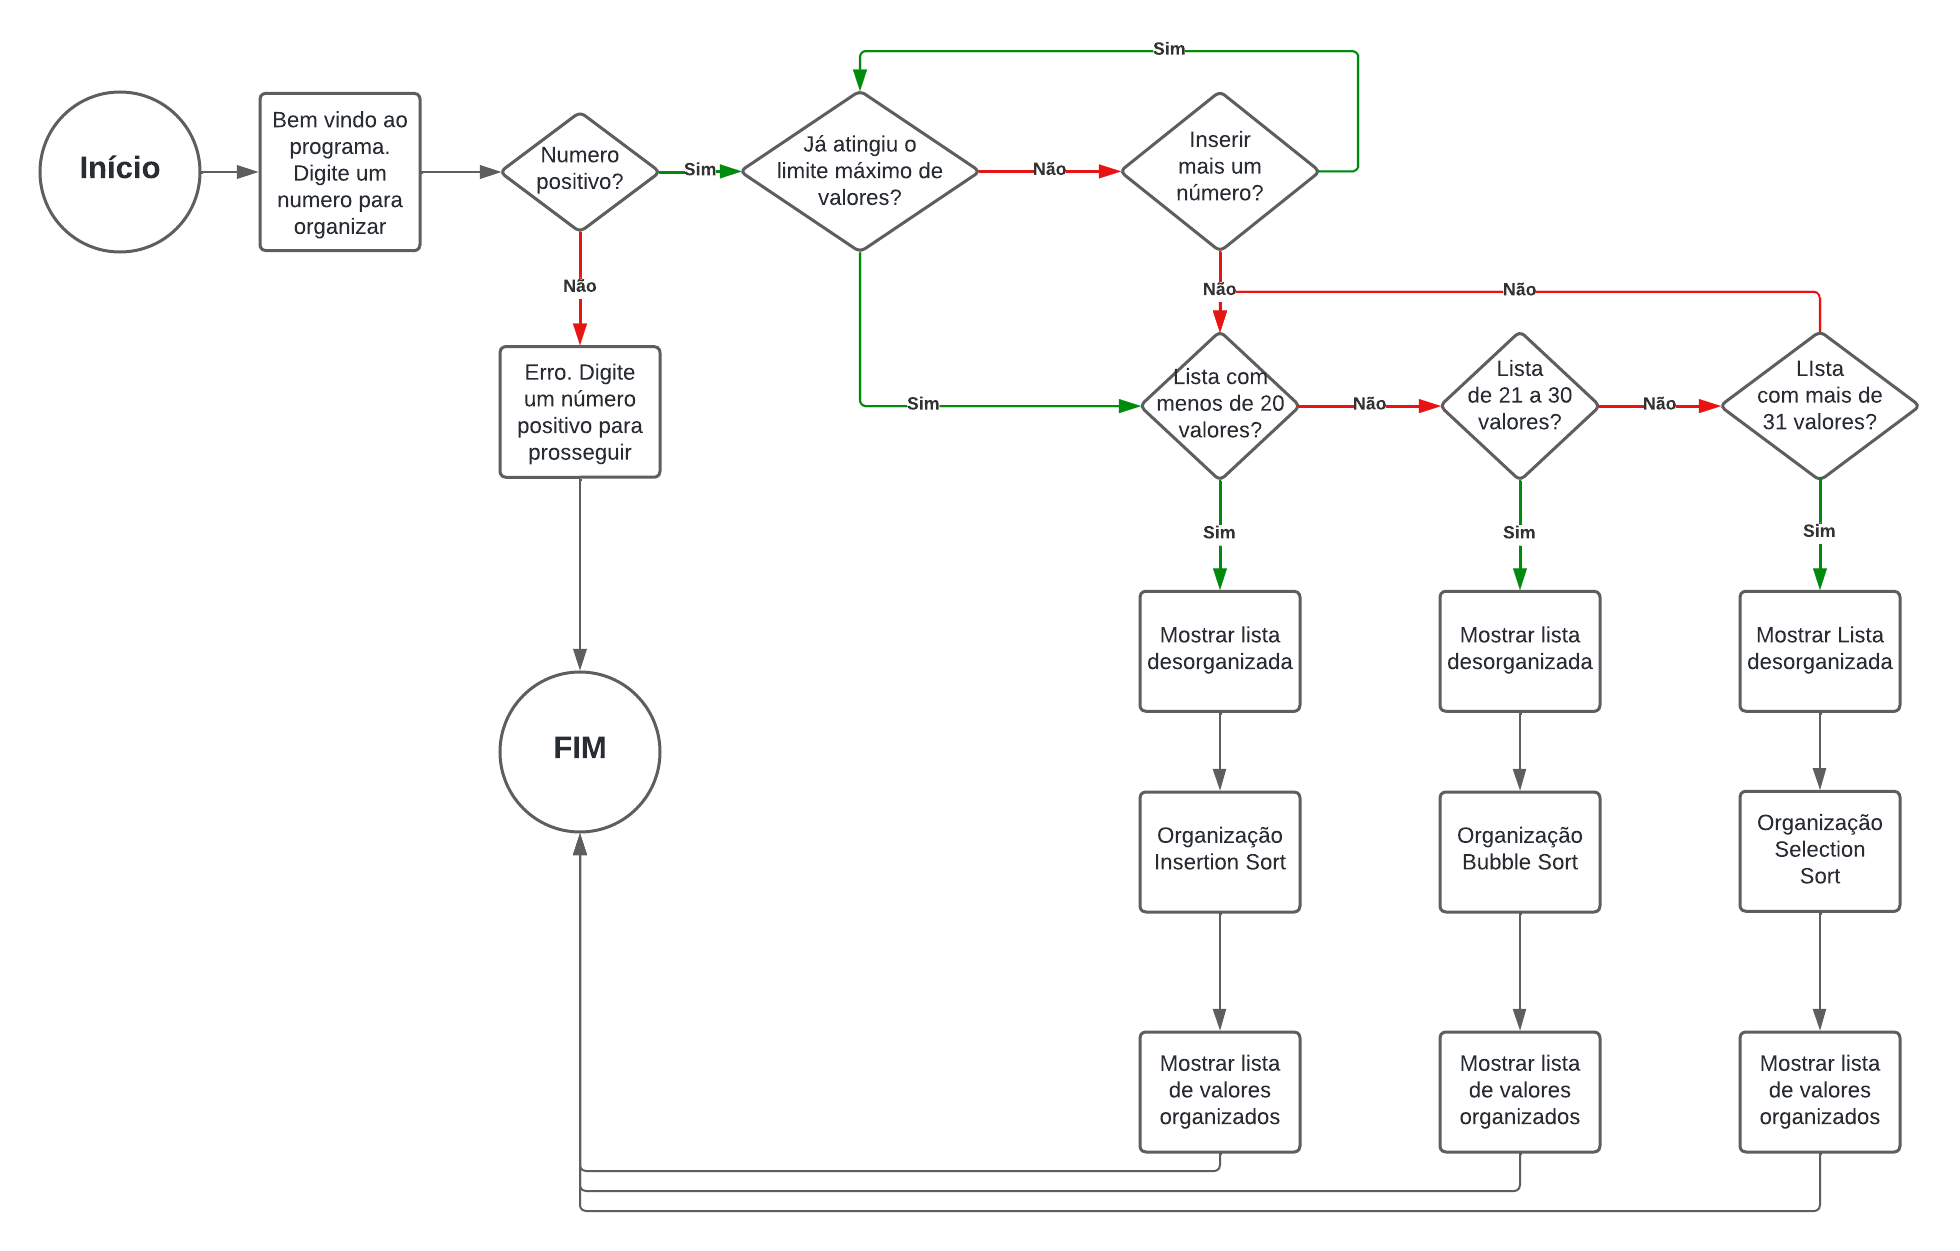 Início
Bem vindo ao
programa.
Digite um
numero para
organizar
Numero
positivo?
Sim
Já atingiu o
limite máximo de
valores?
Não
Inserir
mais um
número?
Sim
Não
Erro. Digite
um número
positivo para
prosseguir
FIM
Sim
Não
Não
Lista com
menos de 20
valores?
Não
Lista
de 21 a 30
valores?
Não
LIsta
com mais de
31 valores?
Sim
Sim
Sim
Mostrar lista
desorganizada
Mostrar lista
desorganizada
Mostrar Lista
desorganizada
Organização
Insertion Sort
Organização
Bubble Sort
Organização
Selection
Sort
Mostrar lista
de valores
organizados
Mostrar lista
de valores
organizados
Mostrar lista
de valores
organizados